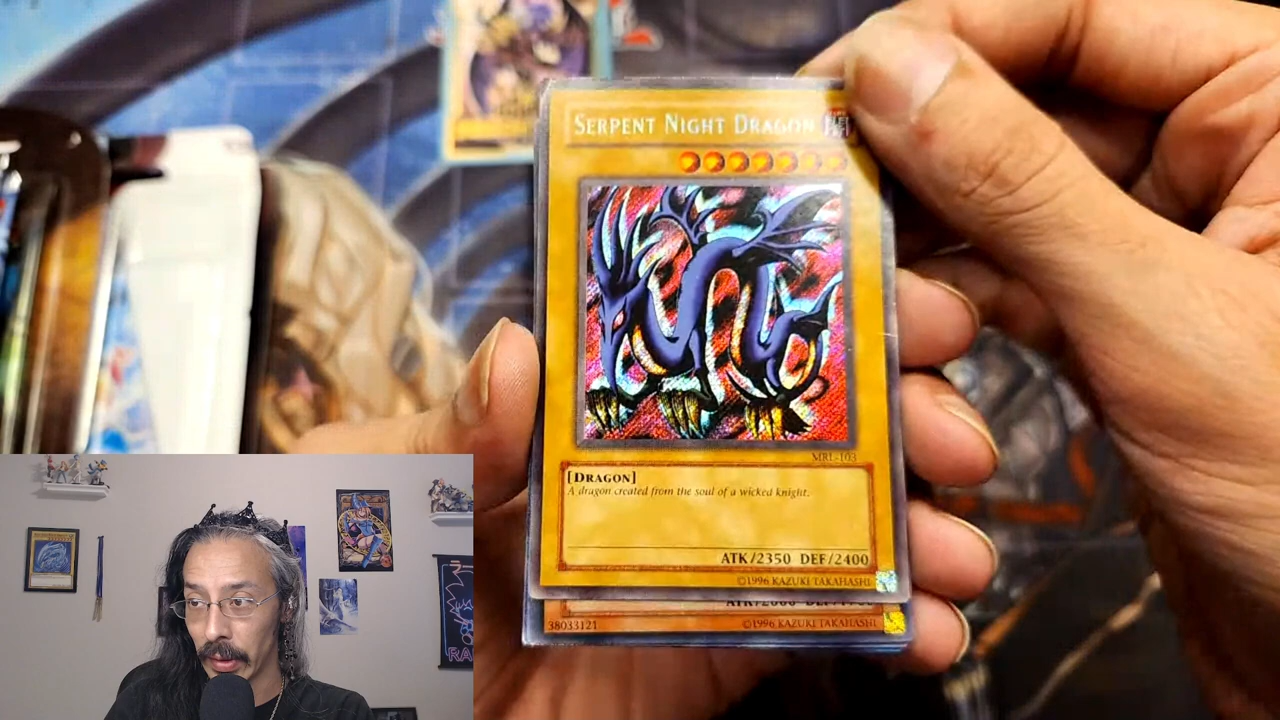 SERPENT NIGHT DRAGON
MRL-103
[DRAGON]
A dragon created from the soul of a wicked knight.
ATK/2350 DEF/2400
©1996 KAZUKI TAKAHASHI
38033121
©1996 KAZUKI TAKAHASHI
RA